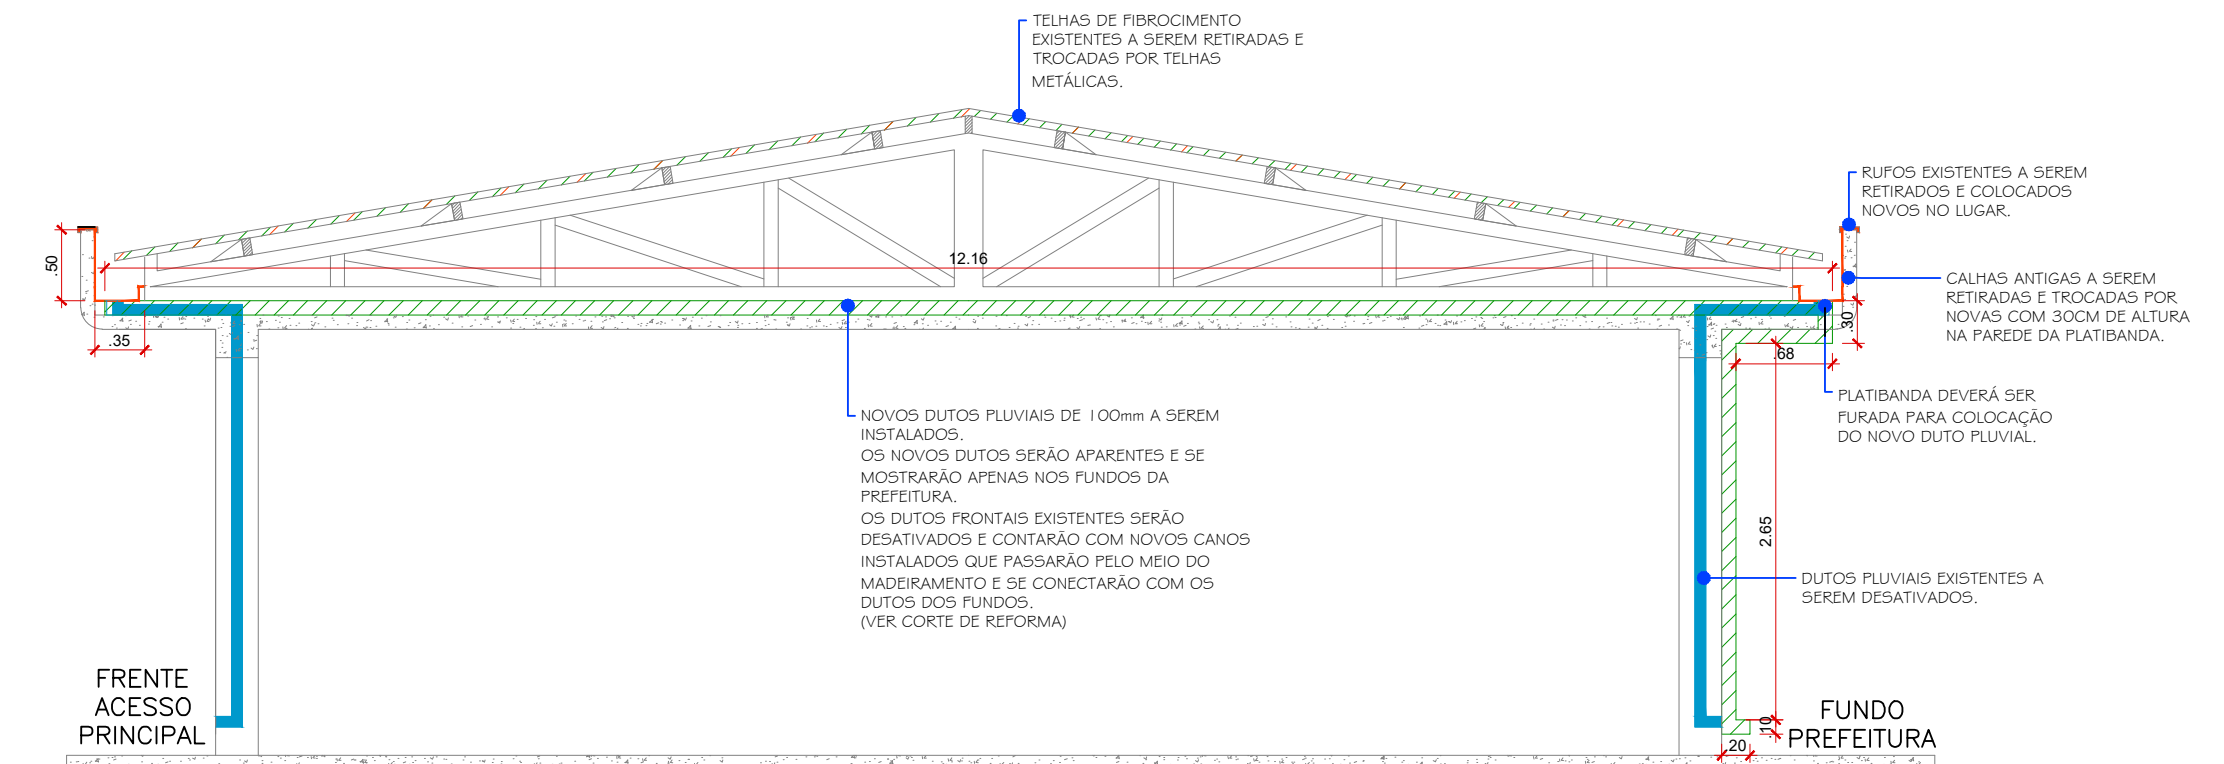 TELHAS DE FIBROCIMENTO
EXISTENTES A SEREM RETIRADAS E
TROCADAS POR TELHAS
METÁLICAS.
RUFOS EXISTENTES A SEREM
RETIRADOS E COLOCADOS
NOVOS NO LUGAR.
.50
12.16
CALHAS ANTIGAS A SEREM
RETIRADAS E TROCADAS POR
NOVAS COM 30CM DE ALTURA
NA PAREDE DA PLATIBANDA.
.30
.35
.68
PLATIBANDA DEVERÁ SER
FURADA PARA COLOCAÇÃO
DO NOVO DUTO PLUVIAL.
NOVOS DUTOS PLUVIAIS DE 100mm A SEREM
INSTALADOS.
OS NOVOS DUTOS SERÃO APARENTES E SE
MOSTRARÃO APENAS NOS FUNDOS DA
PREFEITURA.
OS DUTOS FRONTAIS EXISTENTES SERÃO
DESATIVADOS E CONTARÃO COM NOVOS CANOS
INSTALADOS QUE PASSARÃO PELO MEIO DO
MADEIRAMENTO E SE CONECTARÃO COM OS
DUTOS DOS FUNDOS.
(VER CORTE DE REFORMA)
2.65
DUTOS PLUVIAIS EXISTENTES A
SEREM DESATIVADOS.
FRENTE
ACESSO
PRINCIPAL
FUNDO
PREFEITURA
.10
.20